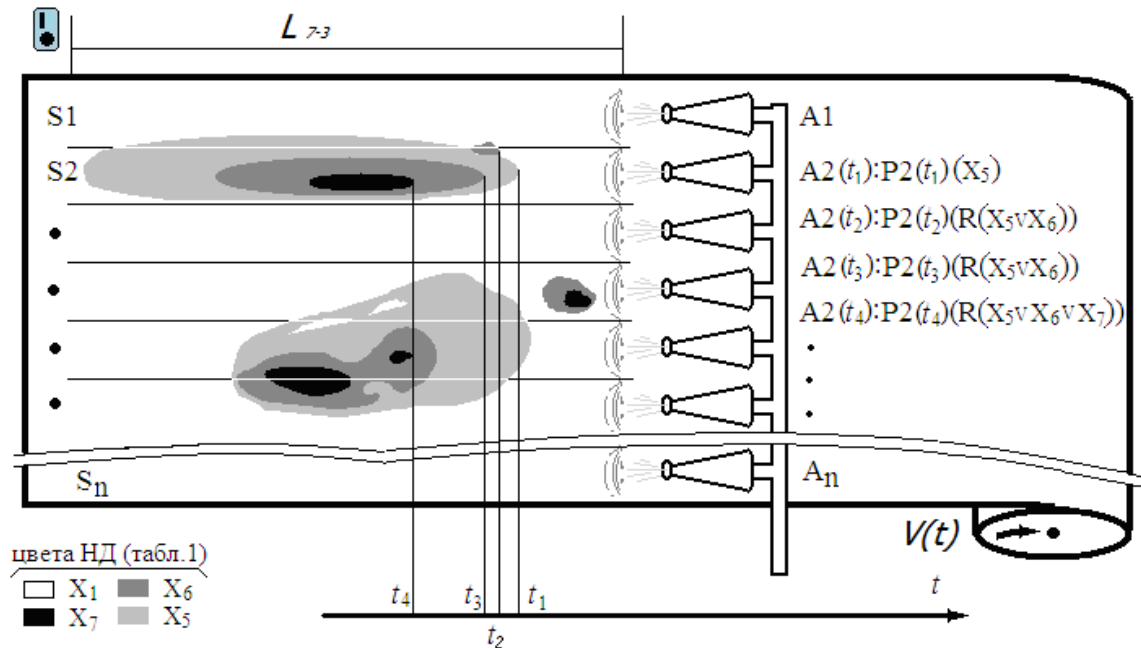 L 7-3
S1
A1
S2
A2(t₁):P2(t₁)(X₅)
A2(t₂):P2(t₂)(R(X₅vX₆))
A2(t₃):P2(t₃)(R(X₅vX₆))
A2(t₄):P2(t₄)(R(X₅vX₆vX₇))
Sn
An
V(t)
цвета НД (табл.1)
X₁ X₆
X₇ X₅
t₄ t₃ t₁ t
t₂